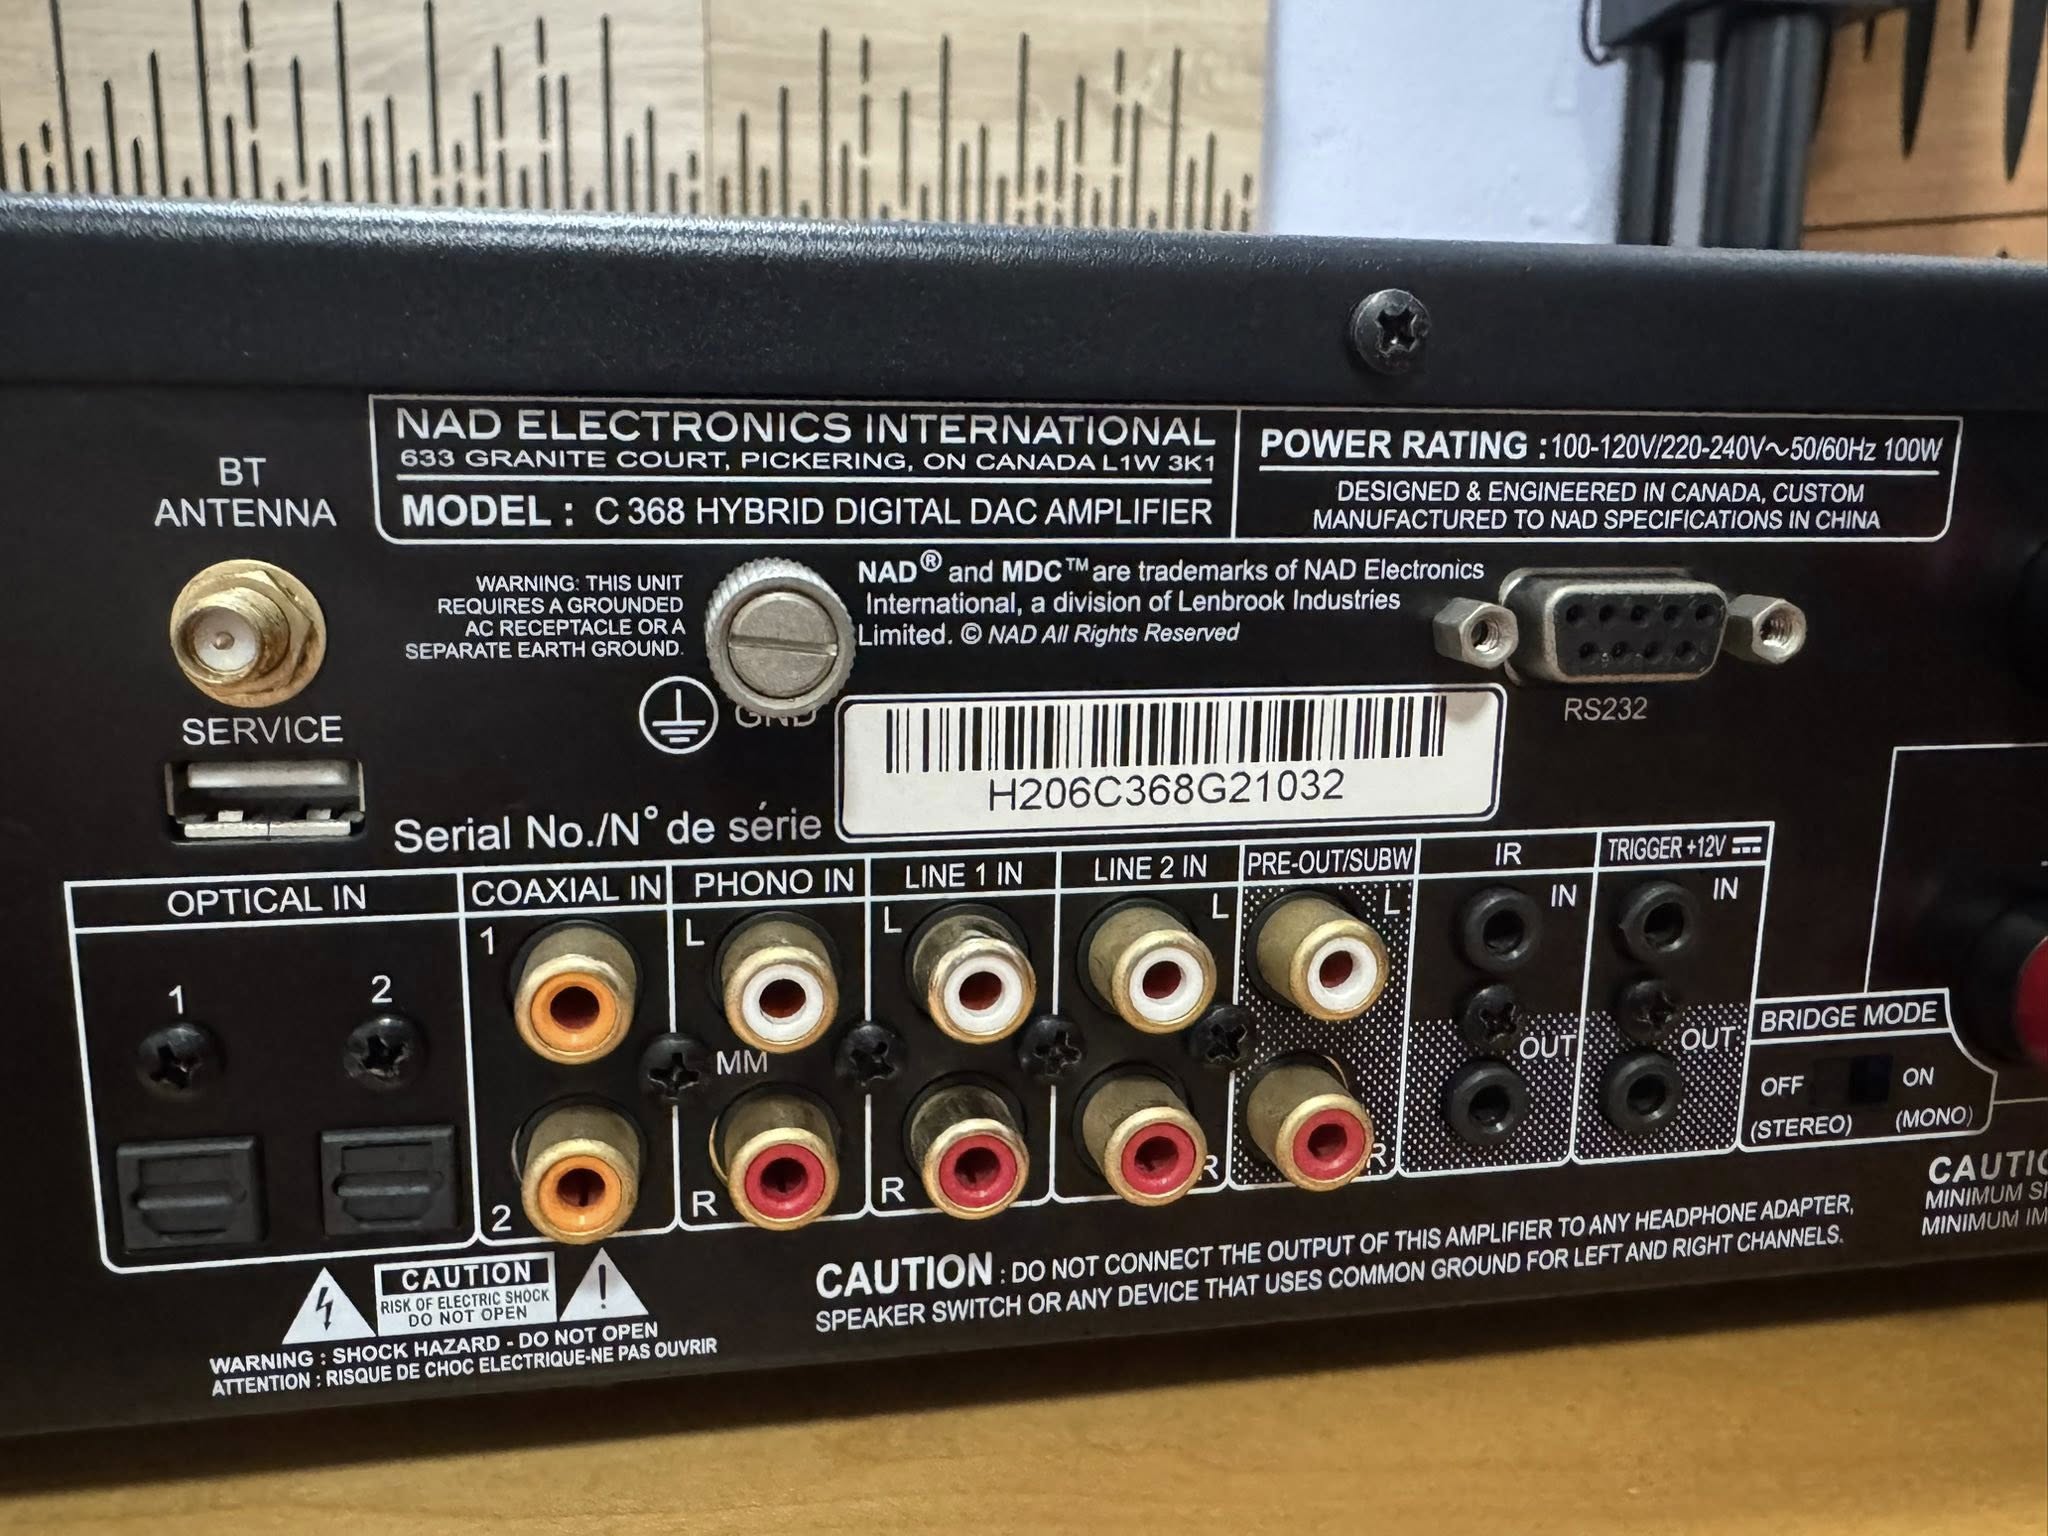 NAD ELECTRONICS INTERNATIONAL
633 GRANITE COURT, PICKERING, ON CANADA L1W 3K1
MODEL : C 368 HYBRID DIGITAL DAC AMPLIFIER
POWER RATING :100-120V/220-240V～50/60Hz 100W
DESIGNED & ENGINEERED IN CANADA, CUSTOM
MANUFACTURED TO NAD SPECIFICATIONS IN CHINA
BT
ANTENNA
WARNING: THIS UNIT
REQUIRES A GROUNDED
AC RECEPTACLE OR A
SEPARATE EARTH GROUND.
GND
NAD® and MDC™ are trademarks of NAD Electronics
International, a division of Lenbrook Industries
Limited. © NAD All Rights Reserved
RS232
SERVICE
Serial No./N° de série
H206C368G21032
OPTICAL IN
1
2
COAXIAL IN
1
2
PHONO IN
L
MM
R
LINE 1 IN
L
R
LINE 2 IN
L
R
PRE-OUT/SUBW
L
R
IR
IN
OUT
TRIGGER +12V
IN
OUT
BRIDGE MODE
OFF
ON
(STEREO)
(MONO)
CAUTION
RISK OF ELECTRIC SHOCK
DO NOT OPEN
WARNING : SHOCK HAZARD - DO NOT OPEN
ATTENTION : RISQUE DE CHOC ELECTRIQUE-NE PAS OUVRIR
CAUTION : DO NOT CONNECT THE OUTPUT OF THIS AMPLIFIER TO ANY HEADPHONE ADAPTER,
SPEAKER SWITCH OR ANY DEVICE THAT USES COMMON GROUND FOR LEFT AND RIGHT CHANNELS.
MINIMUM
MINIMUM